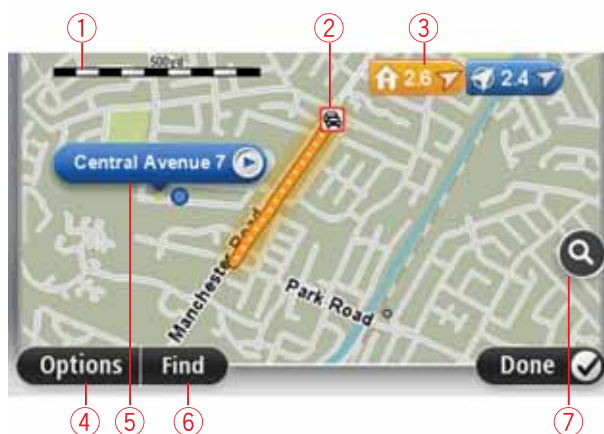 1
2
3
500yd
2.6
2.4
Central Avenue 7
Manchester Road
Park Road
Options
Find
Done
4
5
6
7